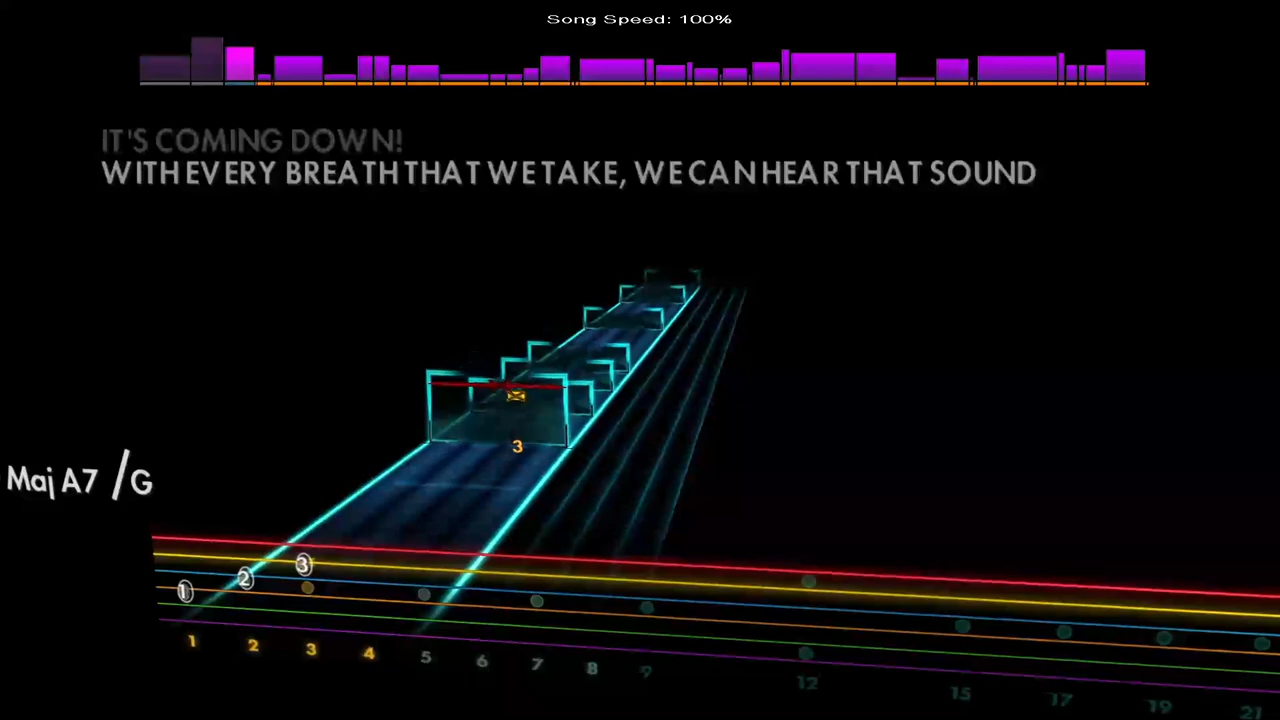 Song Speed: 100%
IT'S COMING DOWN!
WITH EVERY BREATH THAT WE TAKE, WE CAN HEAR THAT SOUND
3
Maj A7 /G
1 2 3
1 2 3 4 5 6 7 8 9 12 15 17 19 21